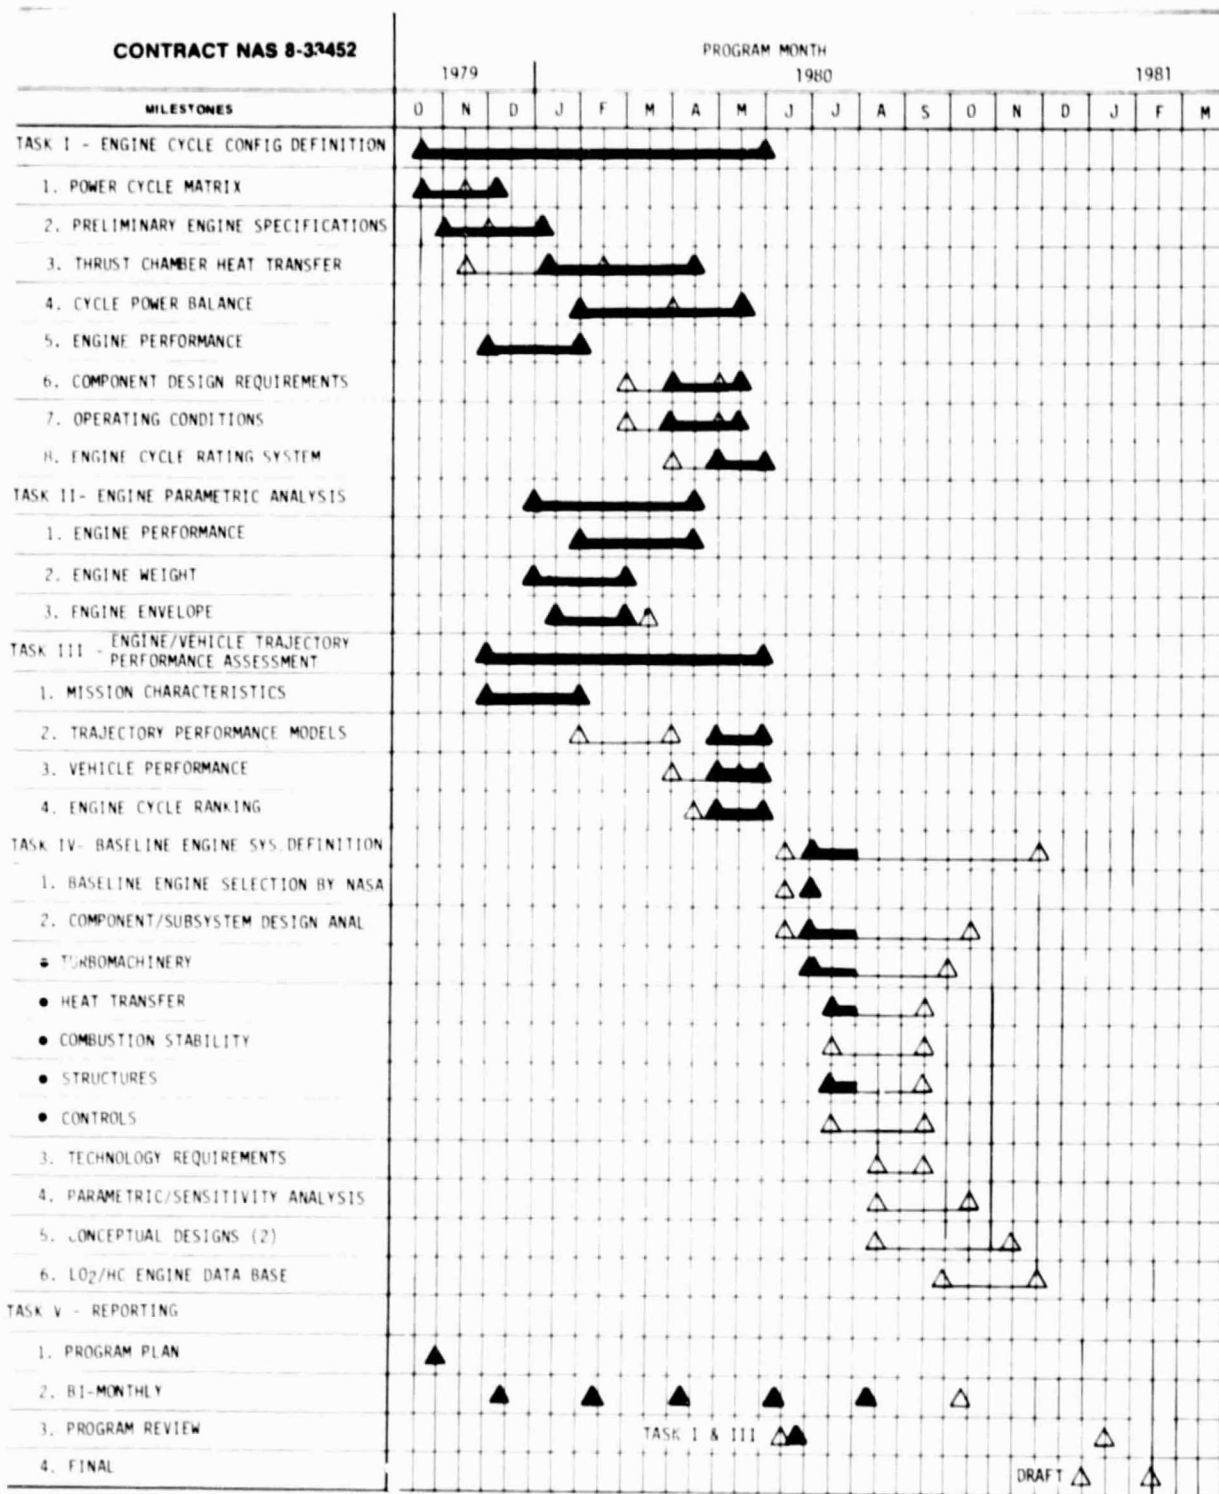 CONTRACT NAS 8-33452
PROGRAM MONTH
1979 1980 1981
MILESTONES O N D J F M A M J J A S O N D J F M
TASK I - ENGINE CYCLE CONFIG DEFINITION
1. POWER CYCLE MATRIX
2. PRELIMINARY ENGINE SPECIFICATIONS
3. THRUST CHAMBER HEAT TRANSFER
4. CYCLE POWER BALANCE
5. ENGINE PERFORMANCE
6. COMPONENT DESIGN REQUIREMENTS
7. OPERATING CONDITIONS
8. ENGINE CYCLE RATING SYSTEM
TASK II- ENGINE PARAMETRIC ANALYSIS
1. ENGINE PERFORMANCE
2. ENGINE WEIGHT
3. ENGINE ENVELOPE
TASK III - ENGINE/VEHICLE TRAJECTORY
PERFORMANCE ASSESSMENT
1. MISSION CHARACTERISTICS
2. TRAJECTORY PERFORMANCE MODELS
3. VEHICLE PERFORMANCE
4. ENGINE CYCLE RANKING
TASK IV- BASELINE ENGINE SYS. DEFINITION
1. BASELINE ENGINE SELECTION BY NASA
2. COMPONENT/SUBSYSTEM DESIGN ANAL
• TURBOMACHINERY
• HEAT TRANSFER
• COMBUSTION STABILITY
• STRUCTURES
• CONTROLS
3. TECHNOLOGY REQUIREMENTS
4. PARAMETRIC/SENSITIVITY ANALYSIS
5. CONCEPTUAL DESIGNS (2)
6. LO2/HC ENGINE DATA BASE
TASK V - REPORTING
1. PROGRAM PLAN
2. BI-MONTHLY
3. PROGRAM REVIEW TASK I & III
4. FINAL DRAFT